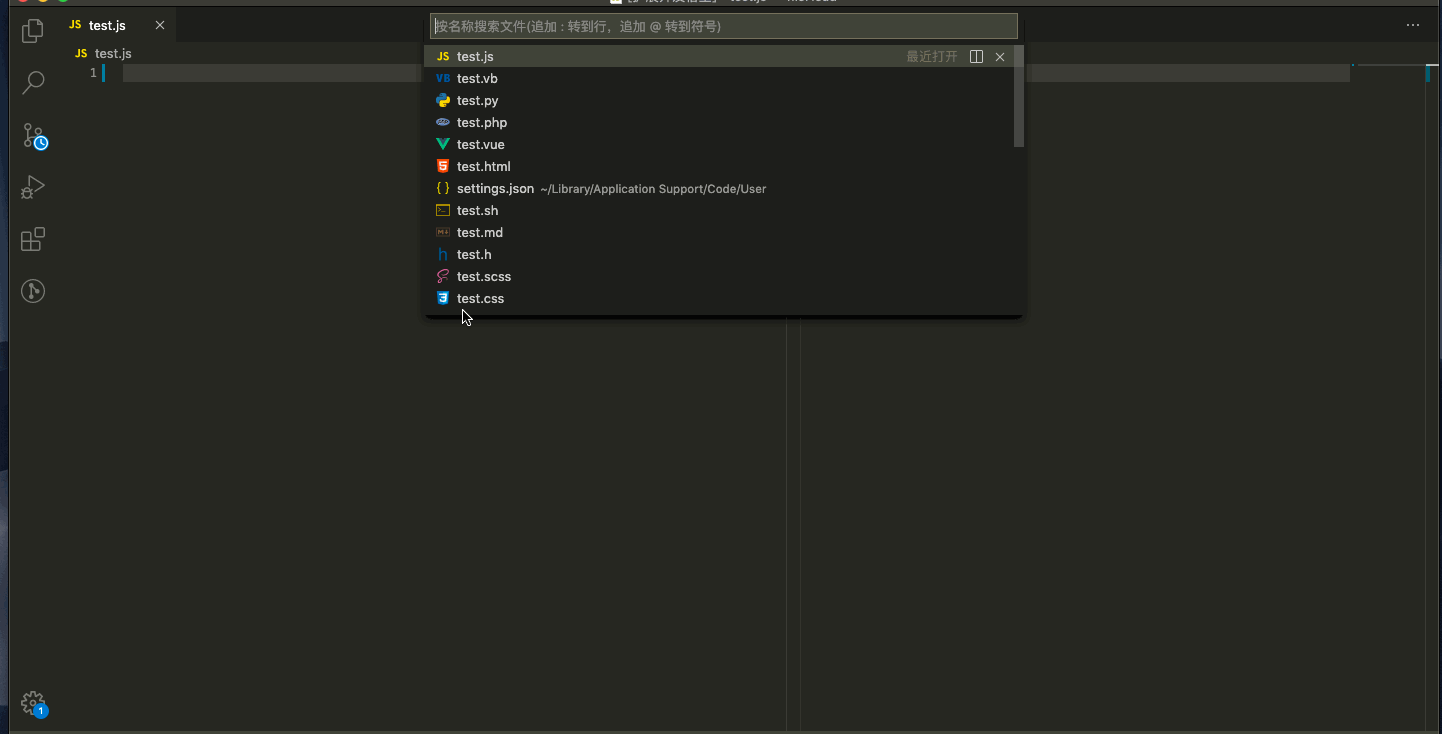 JS test.js
JS test.js
1
按名称搜索文件(追加 : 转到行，追加 @ 转到符号)
JS test.js 最近打开
VB test.vb
test.py
test.php
test.vue
5 test.html
{ } settings.json ~/Library/Application Support/Code/User
test.sh
M test.md
h test.h
test.scss
3 test.css
1